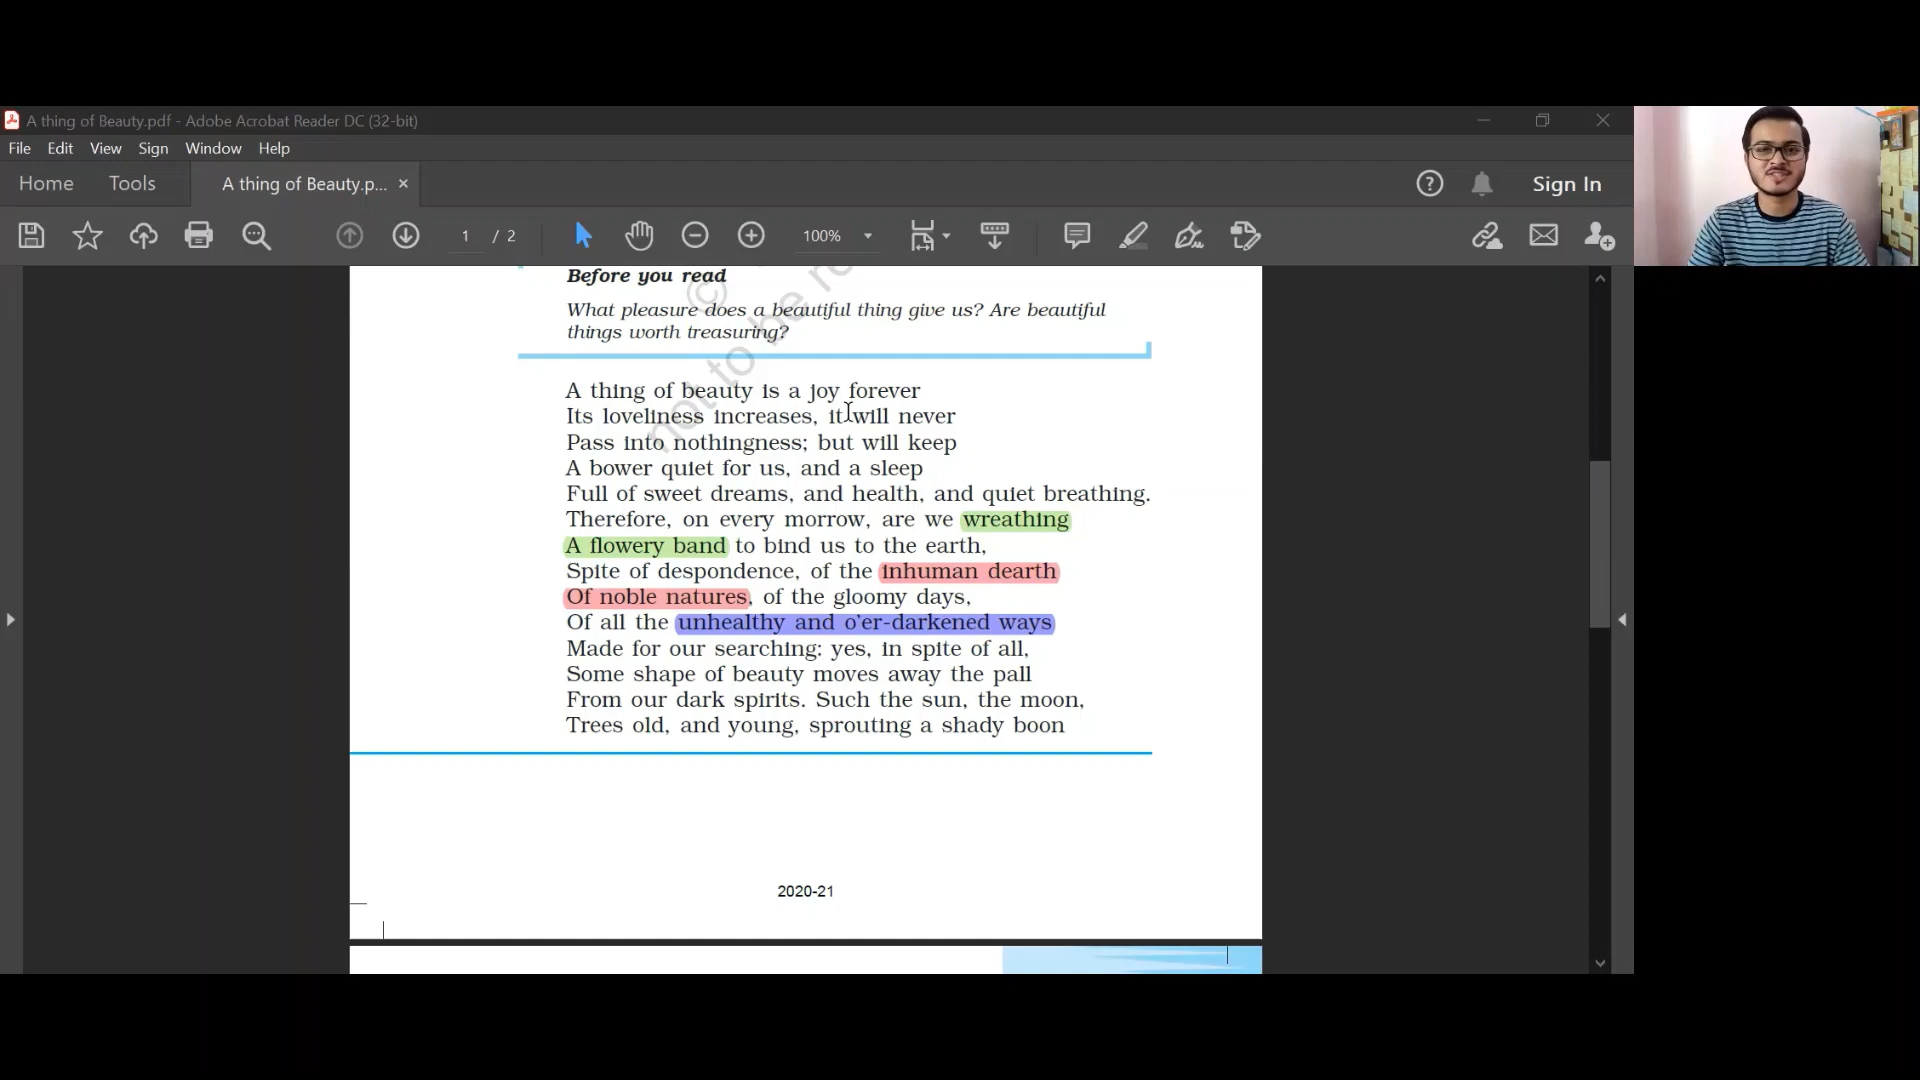 A thing of Beauty.pdf - Adobe Acrobat Reader DC (32-bit)
File Edit View Sign Window Help
Home Tools A thing of Beauty.p... × Sign In
1 / 2 100%
Before you read
What pleasure does a beautiful thing give us? Are beautiful
things worth treasuring?
© not to be
A thing of beauty is a joy forever
Its loveliness increases, it will never
Pass into nothingness; but will keep
A bower quiet for us, and a sleep
Full of sweet dreams, and health, and quiet breathing.
Therefore, on every morrow, are we wreathing
A flowery band to bind us to the earth,
Spite of despondence, of the inhuman dearth
Of noble natures, of the gloomy days,
Of all the unhealthy and o'er-darkened ways
Made for our searching: yes, in spite of all,
Some shape of beauty moves away the pall
From our dark spirits. Such the sun, the moon,
Trees old, and young, sprouting a shady boon
2020-21